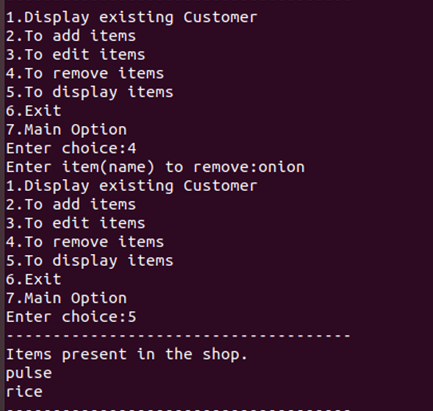 1.Display existing Customer
2.To add items
3.To edit items
4.To remove items
5.To display items
6.Exit
7.Main Option
Enter choice:4
Enter item(name) to remove:onion
1.Display existing Customer
2.To add items
3.To edit items
4.To remove items
5.To display items
6.Exit
7.Main Option
Enter choice:5
-------------------------------------
Items present in the shop.
pulse
rice
-------------------------------------